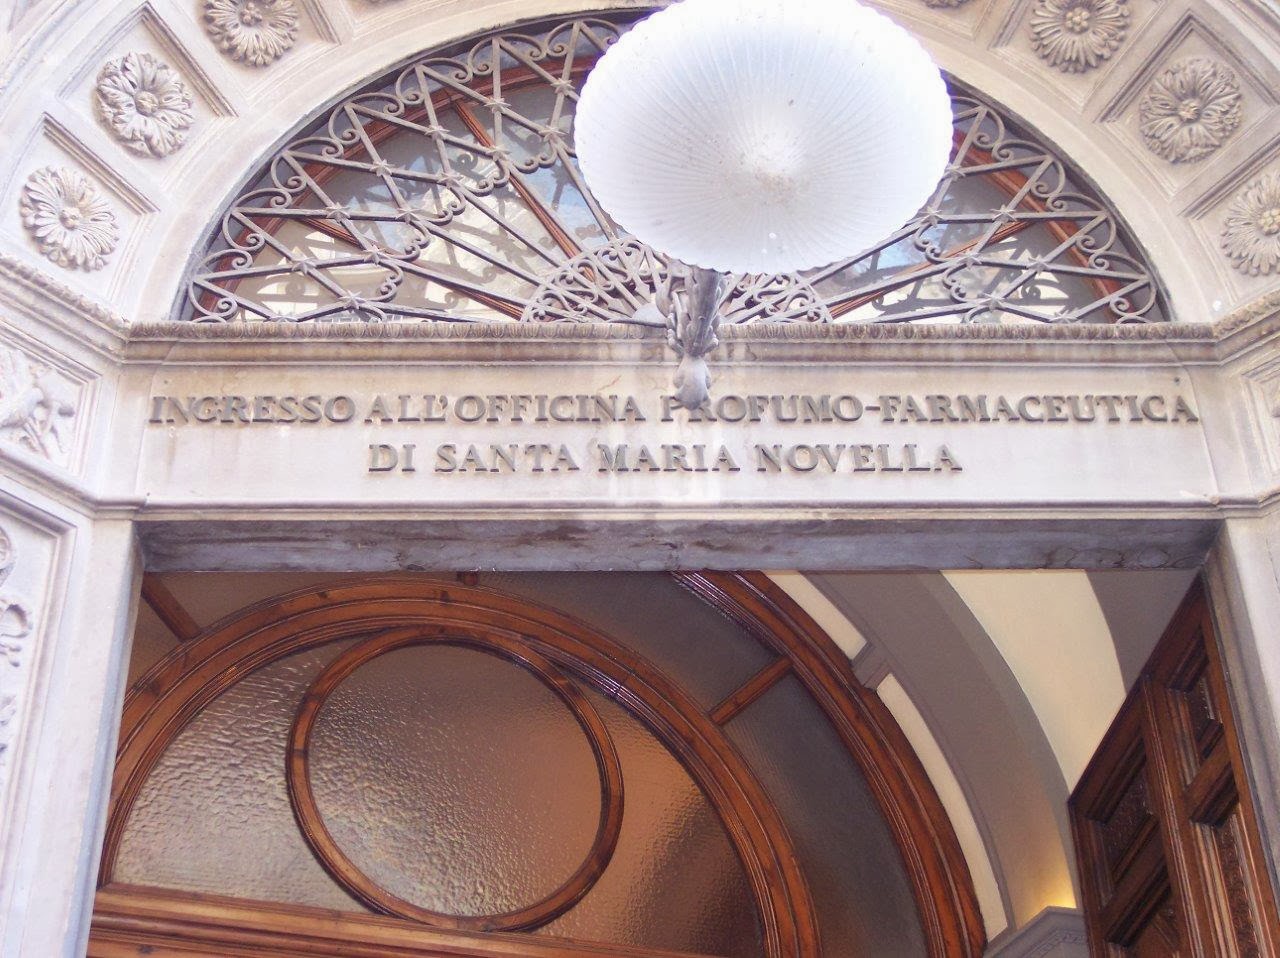 INGRESSO ALL'OFFICINA PROFUMO-FARMACEUTICA
DI SANTA MARIA NOVELLA